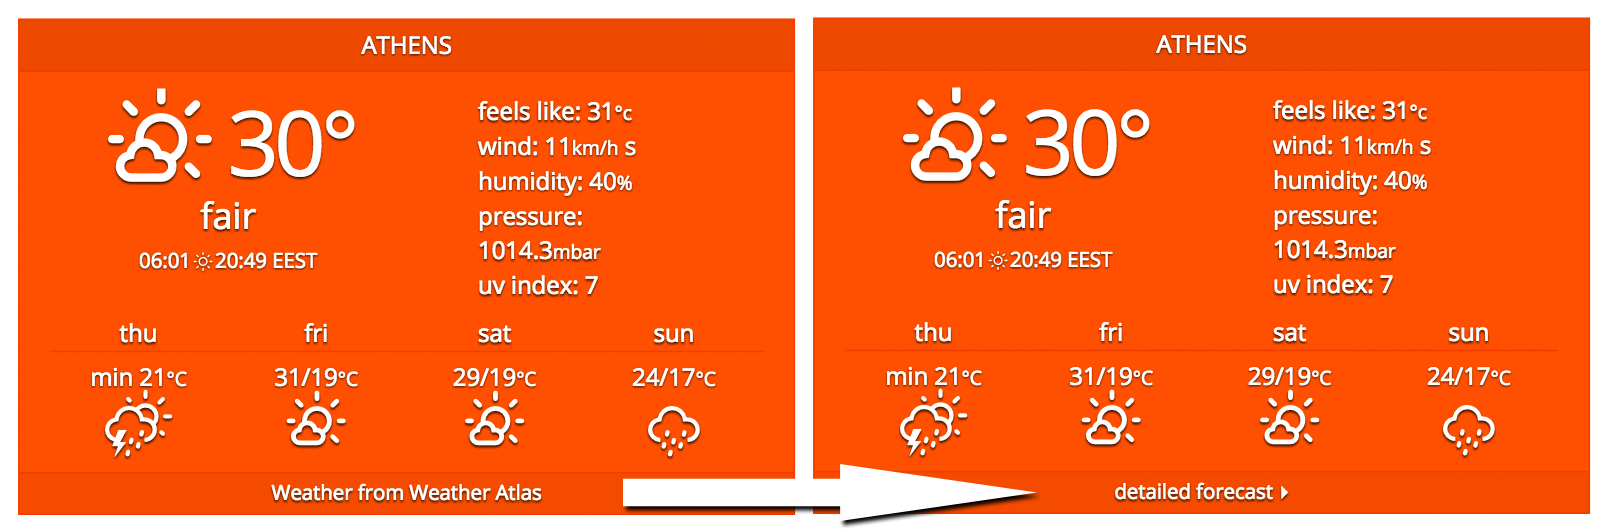 ATHENS
30°
fair
06:01 20:49 EEST
feels like: 31°c
wind: 11km/h s
humidity: 40%
pressure:
1014.3mbar
uv index: 7
thu fri sat sun
min 21°C 31/19°C 29/19°C 24/17°C
Weather from Weather Atlas
ATHENS
30°
fair
06:01 20:49 EEST
feels like: 31°c
wind: 11km/h s
humidity: 40%
pressure:
1014.3mbar
uv index: 7
thu fri sat sun
min 21°C 31/19°C 29/19°C 24/17°C
detailed forecast